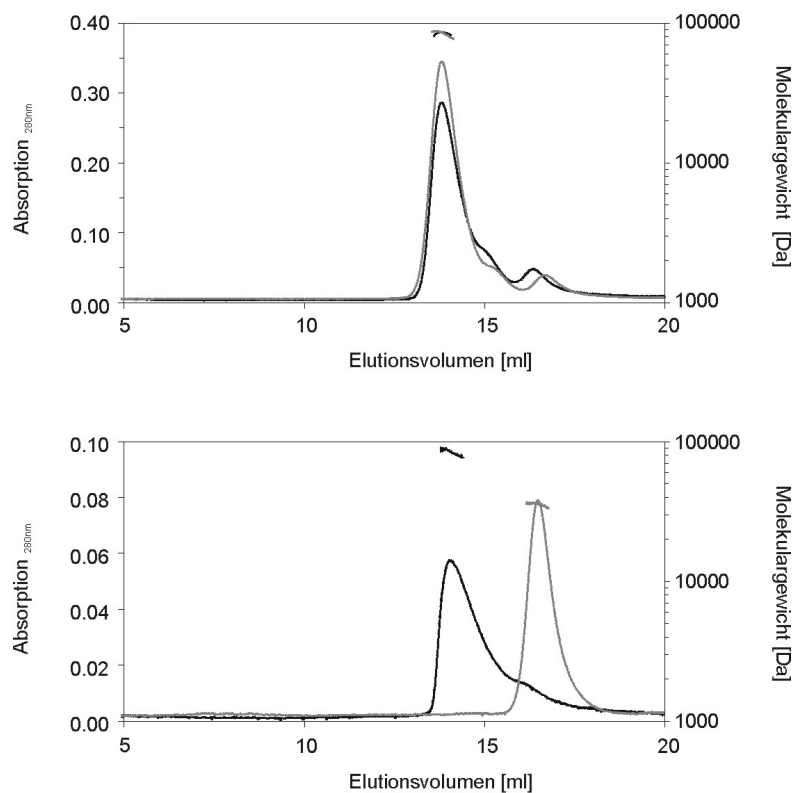 0.40
0.30
0.20
0.10
0.00
Absorption 280nm
100000
10000
1000
Molekulargewicht [Da]
5 10 15 20
Elutionsvolumen [ml]
0.10
0.08
0.06
0.04
0.02
0.00
Absorption 280nm
100000
10000
1000
Molekulargewicht [Da]
5 10 15 20
Elutionsvolumen [ml]